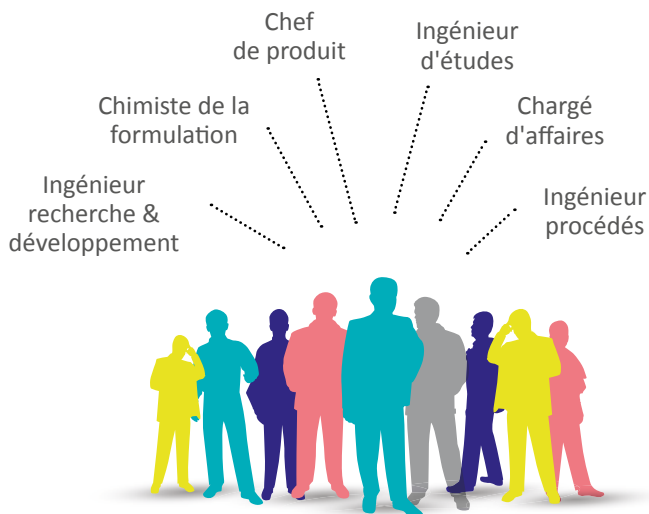 Chef
de produit
Ingénieur
d'études
Chimiste de la
formulation
Chargé
d'affaires
Ingénieur
recherche &
développement
Ingénieur
procédés